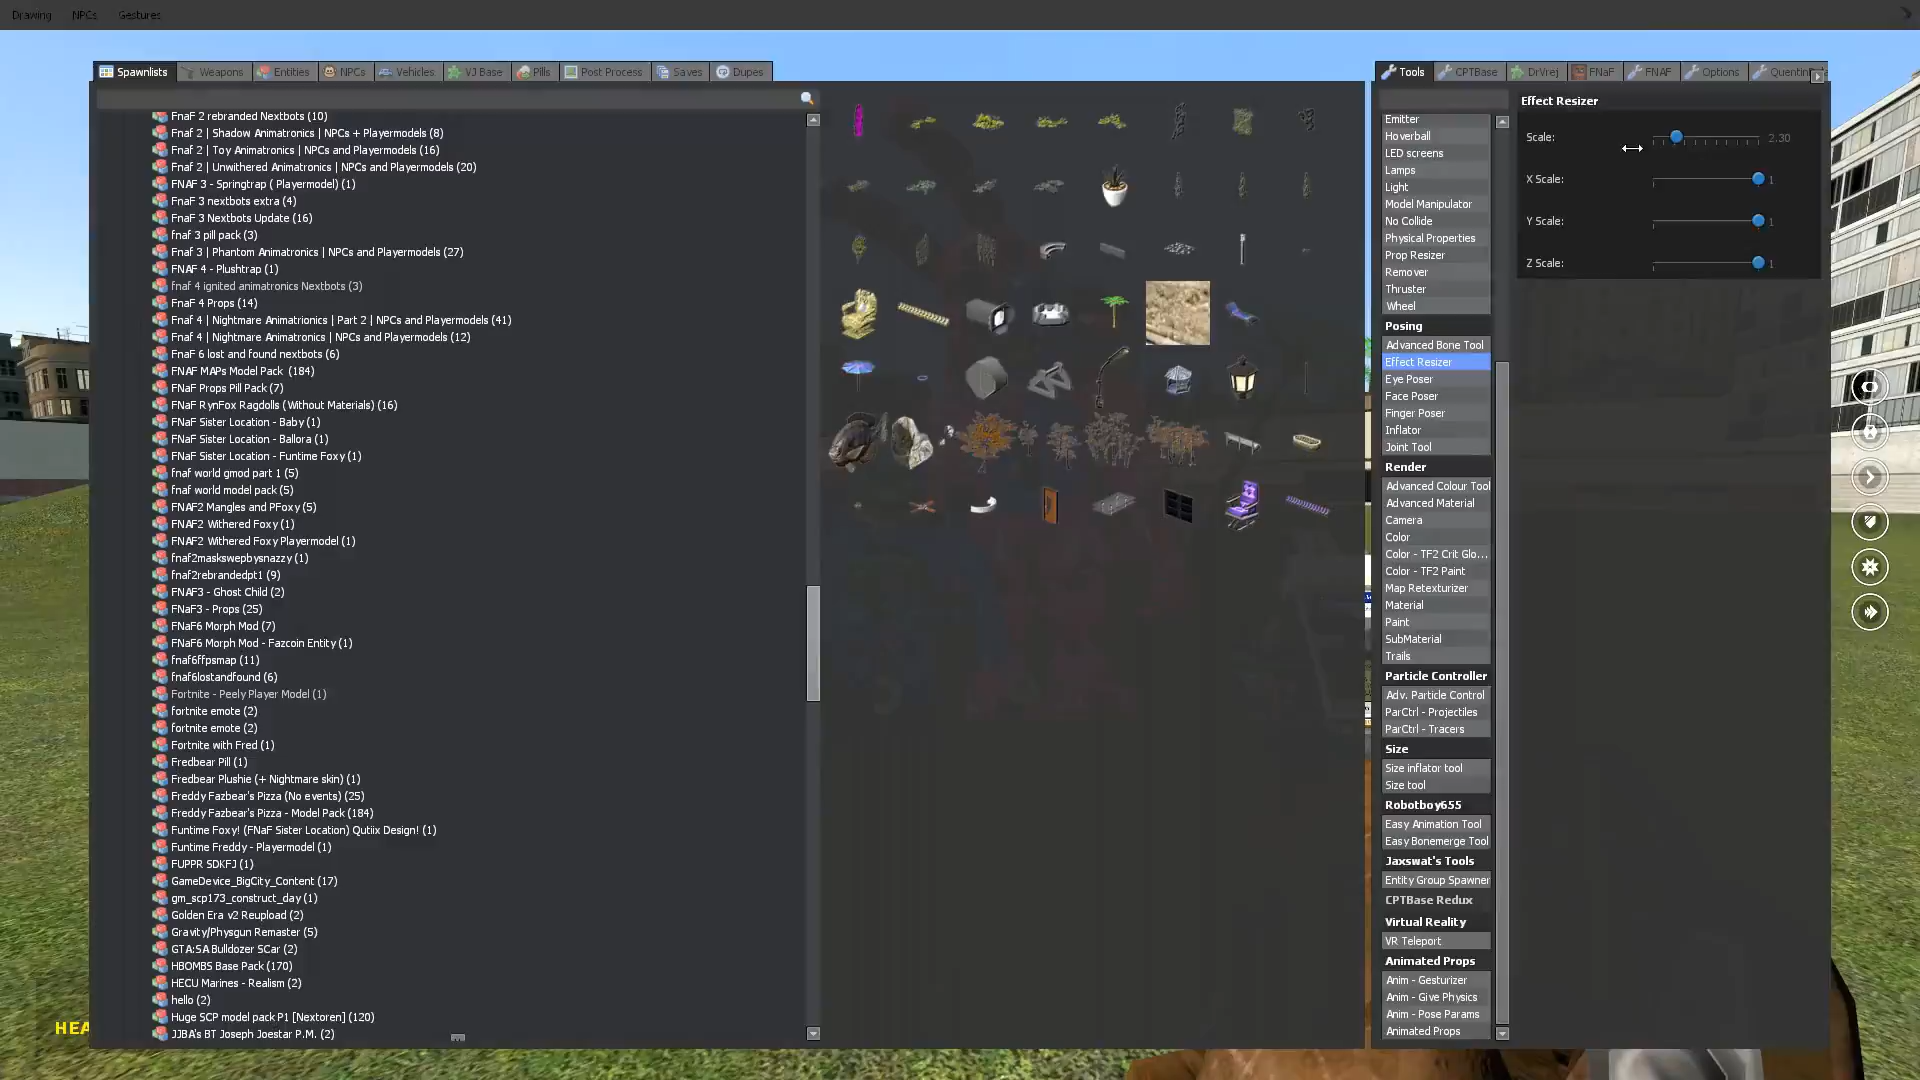 Drawing NPCs Gestures
Spawnlists Weapons Entities NPCs Vehicles VJ Base Pills Post Process Saves Dupes
FnaF 2 rebranded Nextbots (10)
Fnaf 2 | Shadow Animatronics | NPCs + Playermodels (8)
Fnaf 2 | Toy Animatronics | NPCs and Playermodels (16)
Fnaf 2 | Unwithered Animatronics | NPCs and Playermodels (20)
FNAF 3 - Springtrap ( Playermodel) (1)
FnaF 3 nextbots extra (4)
FnaF 3 Nextbots Update (16)
fnaf 3 pill pack (3)
Fnaf 3 | Phantom Animatronics | NPCs and Playermodels (27)
FNAF 4 - Plushtrap (1)
fnaf 4 ignited animatronics Nextbots (3)
FnaF 4 Props (14)
Fnaf 4 | Nightmare Animatrionics | Part 2 | NPCs and Playermodels (41)
Fnaf 4 | Nightmare Animatronics | NPCs and Playermodels (12)
FnaF 6 lost and found nextbots (6)
FNAF MAPs Model Pack (184)
FNaF Props Pill Pack (7)
FNaF RynFox Ragdolls (Without Materials) (16)
FNaF Sister Location - Baby (1)
FNaF Sister Location - Ballora (1)
FNaF Sister Location - Funtime Foxy (1)
fnaf world gmod part 1 (5)
fnaf world model pack (5)
FNAF2 Mangles and PFoxy (5)
FNAF2 Withered Foxy (1)
FNAF2 Withered Foxy Playermodel (1)
fnaf2maskswepbysnazzy (1)
fnaf2rebrandedpt1 (9)
FNAF3 - Ghost Child (2)
FNaF3 - Props (25)
FNaF6 Morph Mod (7)
FNaF6 Morph Mod - Fazcoin Entity (1)
fnaf6ffpsmap (11)
fnaf6lostandfound (6)
Fortnite - Peely Player Model (1)
fortnite emote (2)
fortnite emote (2)
Fortnite with Fred (1)
Fredbear Pill (1)
Fredbear Plushie (+ Nightmare skin) (1)
Freddy Fazbear's Pizza (No events) (25)
Freddy Fazbear's Pizza - Model Pack (184)
Funtime Foxy! (FNaF Sister Location) Qutiix Design! (1)
Funtime Freddy - Playermodel (1)
FUPPR SDKFJ (1)
GameDevice_BigCity_Content (17)
gm_scp173_construct_day (1)
Golden Era v2 Reupload (2)
Gravity/Physgun Remaster (5)
GTA:SA Bulldozer SCar (2)
HBOMBS Base Pack (170)
HECU Marines - Realism (2)
hello (2)
Huge SCP model pack P1 [Nextoren] (120)
JJBA's BT Joseph Joestar P.M. (2)
HEA
Tools CPTBase DrVrej FNaF FNAF Options Quentin
Emitter
Hoverball
LED screens
Lamps
Light
Model Manipulator
No Collide
Physical Properties
Prop Resizer
Remover
Thruster
Wheel
Posing
Advanced Bone Tool
Effect Resizer
Eye Poser
Face Poser
Finger Poser
Inflator
Joint Tool
Render
Advanced Colour Tool
Advanced Material
Camera
Color
Color - TF2 Crit Glo...
Color - TF2 Paint
Map Retexturizer
Material
Paint
SubMaterial
Trails
Particle Controller
Adv. Particle Control
ParCtrl - Projectiles
ParCtrl - Tracers
Size
Size inflator tool
Size tool
Robotboy655
Easy Animation Tool
Easy Bonemerge Tool
Jaxswat's Tools
Entity Group Spawner
CPTBase Redux
Virtual Reality
VR Teleport
Animated Props
Anim - Gesturizer
Anim - Give Physics
Anim - Pose Params
Animated Props
Effect Resizer
Scale: 2.30
X Scale: 1
Y Scale: 1
Z Scale: 1